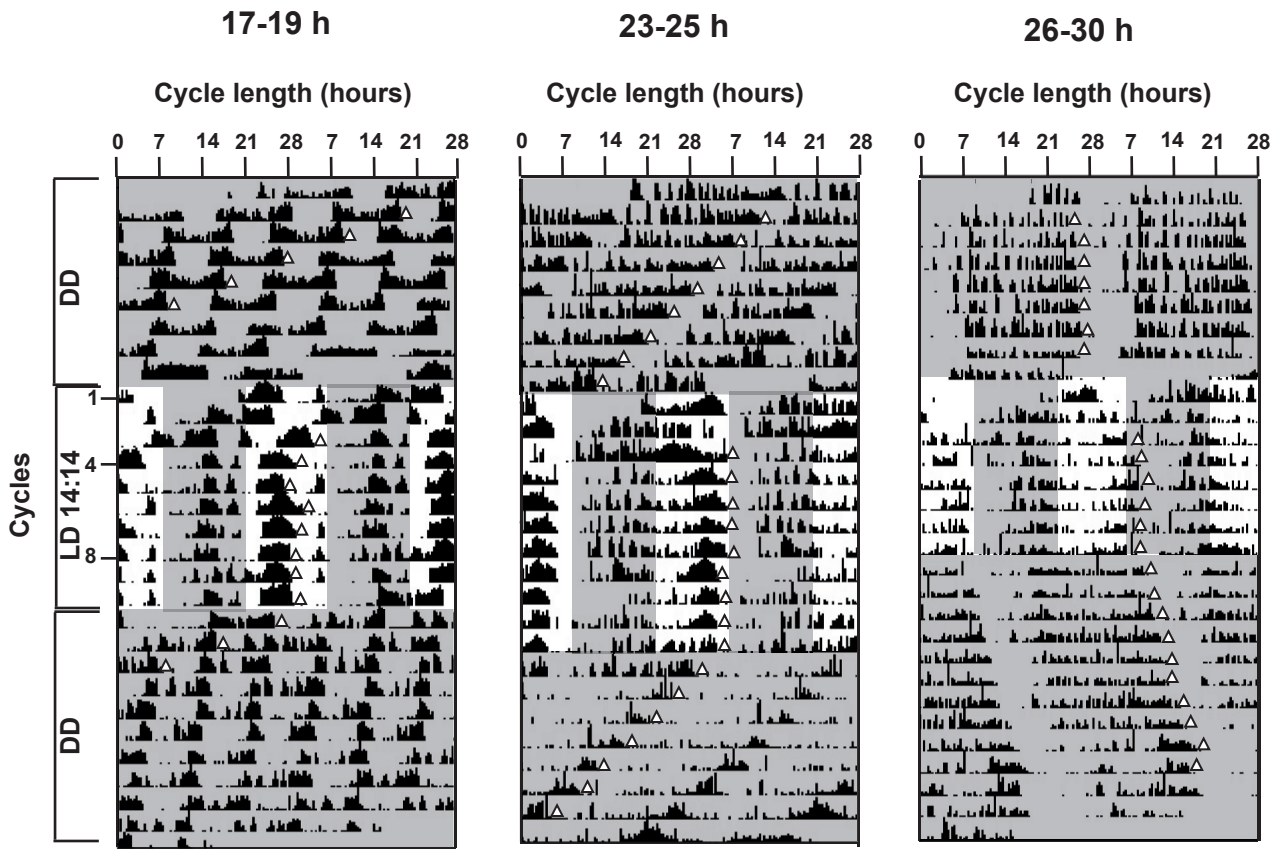 17-19 h
23-25 h
26-30 h
Cycle length (hours)
Cycle length (hours)
Cycle length (hours)
0 7 14 21 28 7 14 21 28
0 7 14 21 28 7 14 21 28
0 7 14 21 28 7 14 21 28
Cycles
DD
LD 14:14
1
4
8
DD